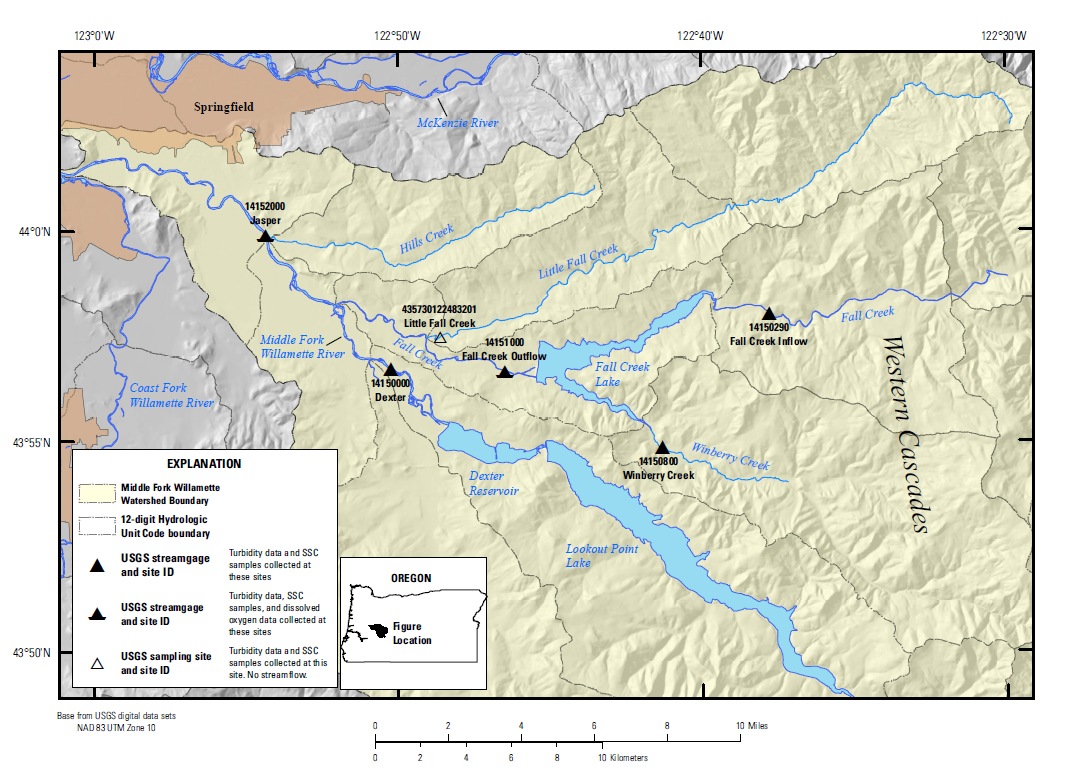 123°0'W
122°50'W
122°40'W
122°30'W
Springfield
McKenzie River
14152000
Jasper
44°0'N
Hills Creek
Little Fall Creek
435730122483201
Little Fall Creek
14151000
Fall Creek Outflow
14150290
Fall Creek Inflow
Fall Creek
Middle Fork
Willamette River
Fall Creek
Fall Creek
Lake
14150000
Dexter
Coast Fork
Willamette River
Western Cascades
43°55'N
14150800
Winberry Creek
Winberry Creek
Dexter
Reservoir
Lookout Point
Lake
EXPLANATION
Middle Fork Willamette
Watershed Boundary
12-digit Hydrologic
Unit Code boundary
USGS streamgage
and site ID
Turbidity data and SSC
samples collected at
these sites
USGS streamgage
and site ID
Turbidity data, SSC
samples, and dissolved
oxygen data collected at
these sites
USGS sampling site
and site ID
Turbidity and SSC
samples collected at this
site. No streamflow.
OREGON
Figure
Location
43°50'N
Base from USGS digital data sets
NAD 83 UTM Zone 10
0 2 4 6 8 10 Miles
0 2 4 6 8 10 Kilometers